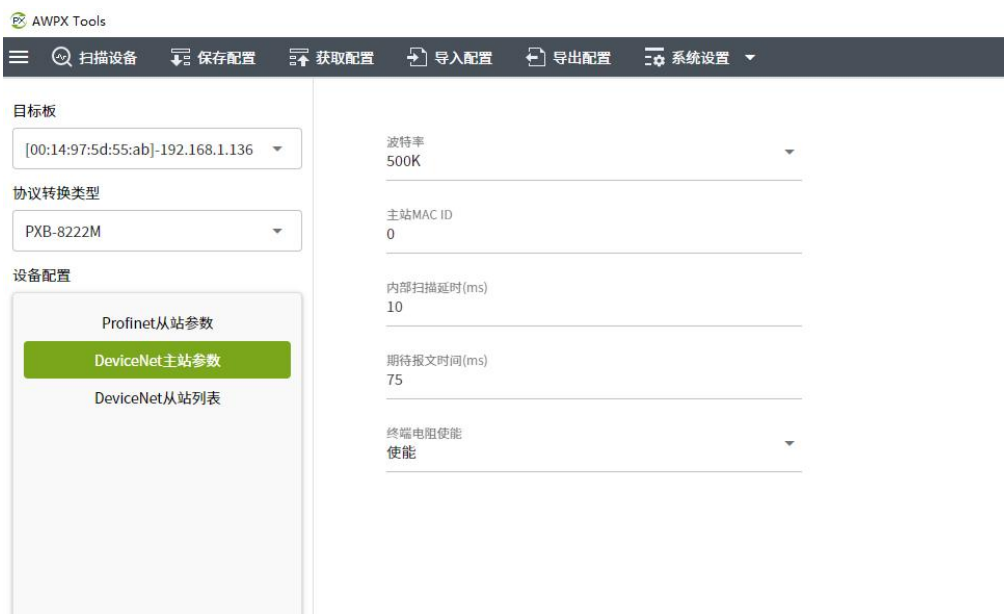 AWPX Tools
扫描设备 保存配置 获取配置 导入配置 导出配置 系统设置
目标板
[00:14:97:5d:55:ab]-192.168.1.136
协议转换类型
PXB-8222M
设备配置
Profinet从站参数
DeviceNet主站参数
DeviceNet从站列表
波特率
500K
主站MAC ID
0
内部扫描延时(ms)
10
期待报文时间(ms)
75
终端电阻使能
使能